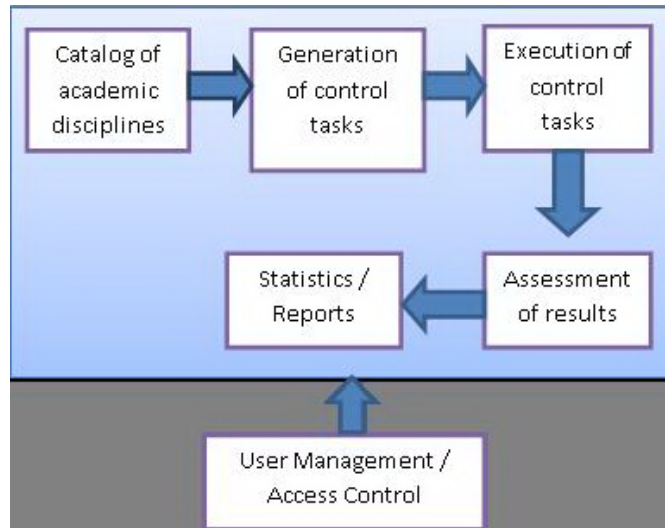 Catalog of
academic
disciplines
Generation
of control
tasks
Execution of
control
tasks
Statistics /
Reports
Assessment
of results
User Management /
Access Control